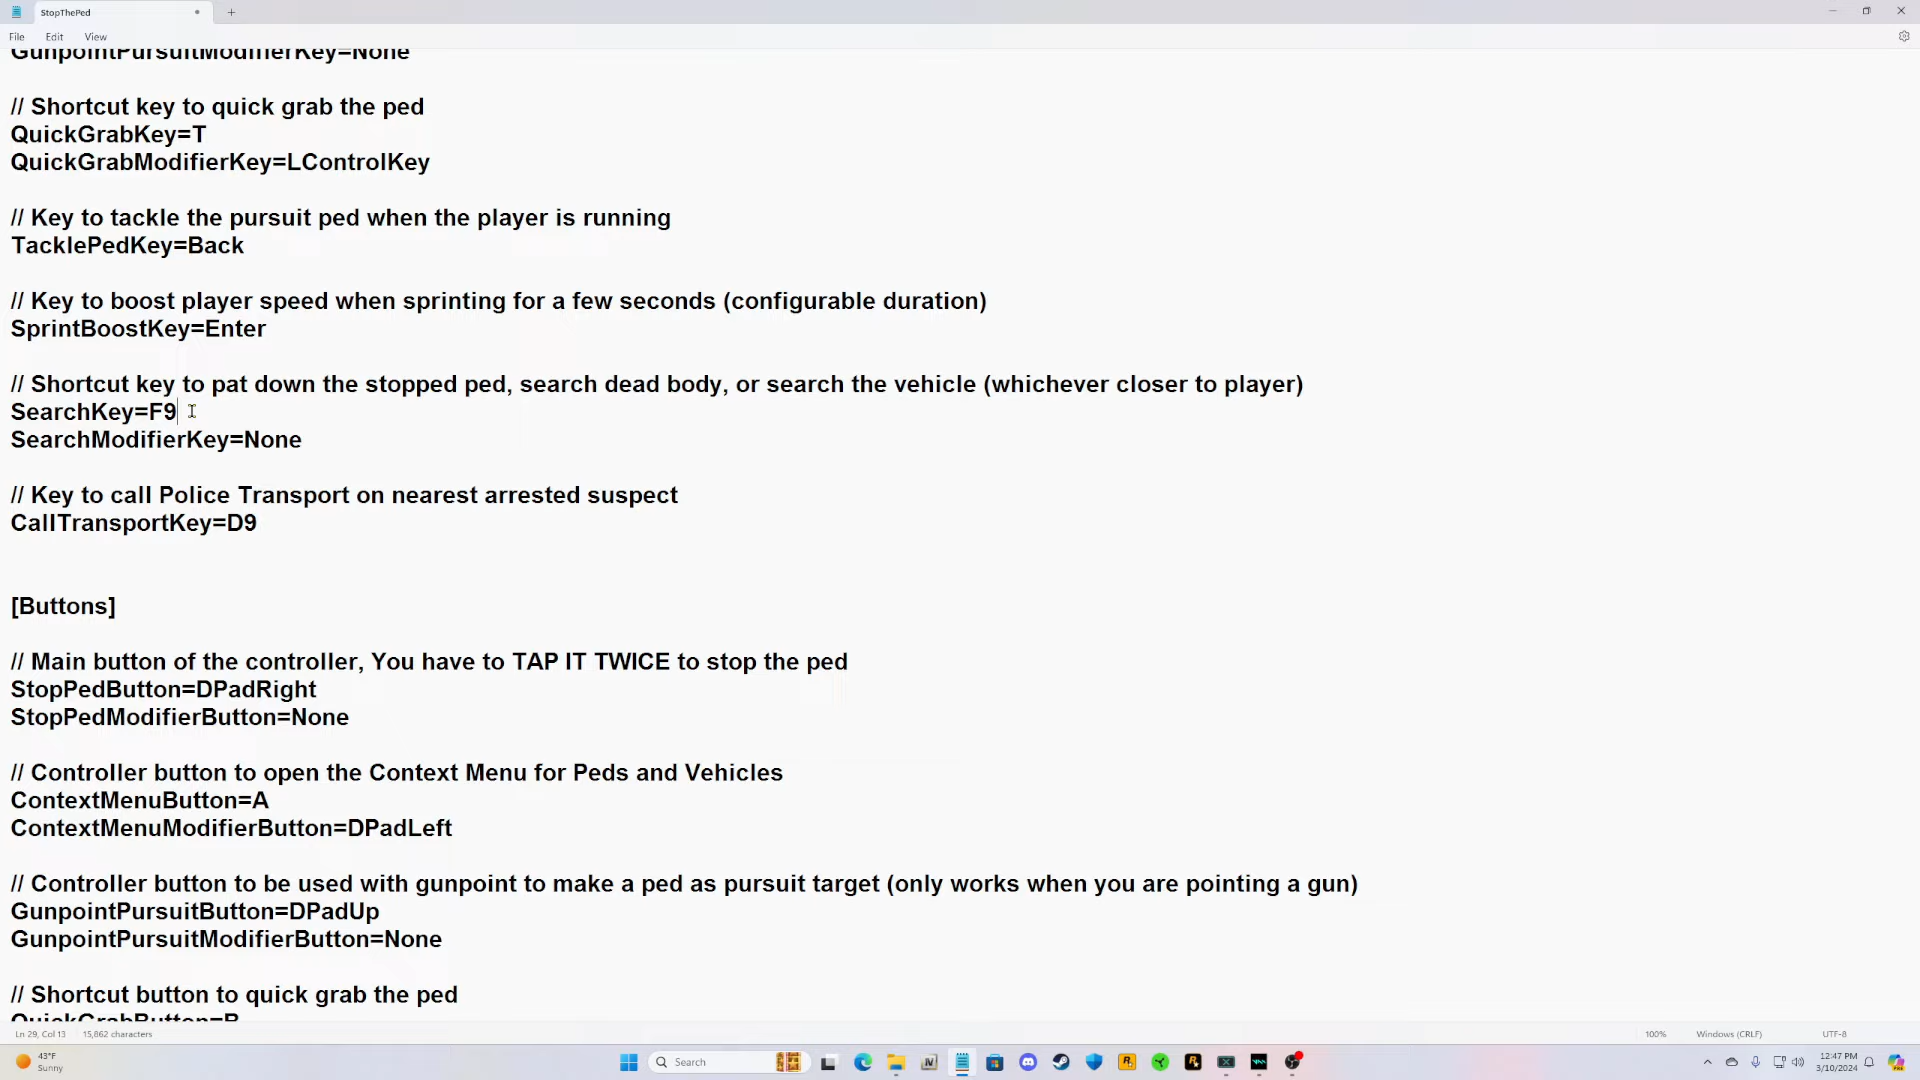 StopThePed
File Edit View
GunpointPursuitModifierKey=None
// Shortcut key to quick grab the ped
QuickGrabKey=T
QuickGrabModifierKey=LControlKey
// Key to tackle the pursuit ped when the player is running
TacklePedKey=Back
// Key to boost player speed when sprinting for a few seconds (configurable duration)
SprintBoostKey=Enter
// Shortcut key to pat down the stopped ped, search dead body, or search the vehicle (whichever closer to player)
SearchKey=F9
SearchModifierKey=None
// Key to call Police Transport on nearest arrested suspect
CallTransportKey=D9
[Buttons]
// Main button of the controller, You have to TAP IT TWICE to stop the ped
StopPedButton=DPadRight
StopPedModifierButton=None
// Controller button to open the Context Menu for Peds and Vehicles
ContextMenuButton=A
ContextMenuModifierButton=DPadLeft
// Controller button to be used with gunpoint to make a ped as pursuit target (only works when you are pointing a gun)
GunpointPursuitButton=DPadUp
GunpointPursuitModifierButton=None
// Shortcut button to quick grab the ped
Ln 29, Col 13 15,862 characters 100% Windows (CRLF) UTF-8
43°F
Sunny
Search
12:47 PM
3/10/2024